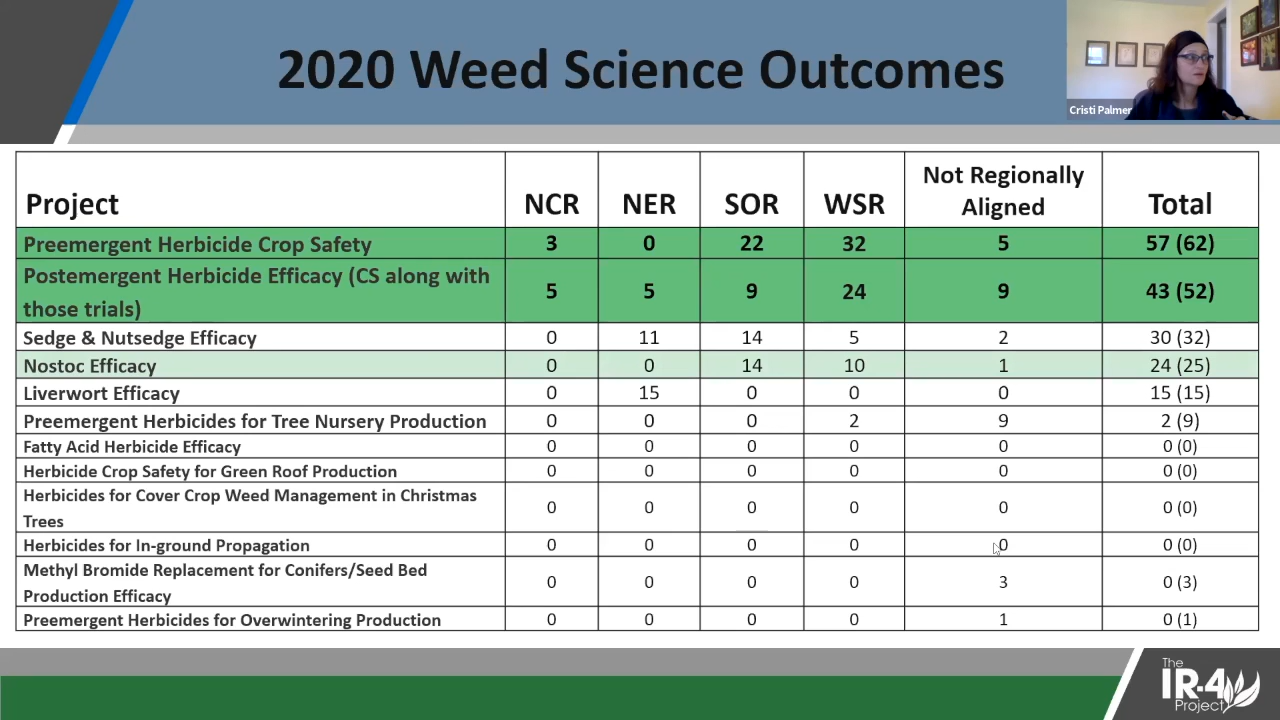 2020 Weed Science Outcomes
Cristi Palmer
Project NCR NER SOR WSR Not Regionally Aligned Total
Preemergent Herbicide Crop Safety 3 0 22 32 5 57 (62)
Postemergent Herbicide Efficacy (CS along with
those trials) 5 5 9 24 9 43 (52)
Sedge & Nutsedge Efficacy 0 11 14 5 2 30 (32)
Nostoc Efficacy 0 0 14 10 1 24 (25)
Liverwort Efficacy 0 15 0 0 0 15 (15)
Preemergent Herbicides for Tree Nursery Production 0 0 0 2 9 2 (9)
Fatty Acid Herbicide Efficacy 0 0 0 0 0 0 (0)
Herbicide Crop Safety for Green Roof Production 0 0 0 0 0 0 (0)
Herbicides for Cover Crop Weed Management in Christmas
Trees 0 0 0 0 0 0 (0)
Herbicides for In-ground Propagation 0 0 0 0 0 0 (0)
Methyl Bromide Replacement for Conifers/Seed Bed
Production Efficacy 0 0 0 0 3 0 (3)
Preemergent Herbicides for Overwintering Production 0 0 0 0 1 0 (1)
The
IR-4
Project